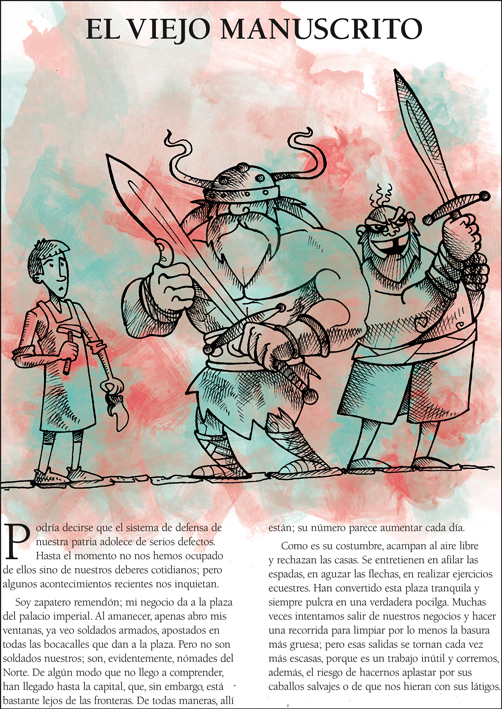 EL VIEJO MANUSCRITO
Podría decirse que el sistema de defensa de
nuestra patria adolece de serios defectos.
Hasta el momento no nos hemos ocupado
de ellos sino de nuestros deberes cotidianos; pero
algunos acontecimientos recientes nos inquietan.
Soy zapatero remendón; mi negocio da a la plaza
del palacio imperial. Al amanecer, apenas abro mis
ventanas, ya veo soldados armados, apostados en
todas las bocacalles que dan a la plaza. Pero no son
soldados nuestros; son, evidentemente, nómades del
Norte. De algún modo que no llego a comprender,
han llegado hasta la capital, que, sin embargo, está
bastante lejos de las fronteras. De todas maneras, allí
están; su número parece aumentar cada día.
Como es su costumbre, acampan al aire libre
y rechazan las casas. Se entretienen en afilar las
espadas, en aguzar las flechas, en realizar ejercicios
ecuestres. Han convertido esta plaza tranquila y
siempre pulcra en una verdadera pocilga. Muchas
veces intentamos salir de nuestros negocios y hacer
una recorrida para limpiar por lo menos la basura
más gruesa; pero esas salidas se tornan cada vez
más escasas, porque es un trabajo inútil y corremos,
además, el riesgo de hacernos aplastar por sus
caballos salvajes o de que nos hieran con sus látigos.